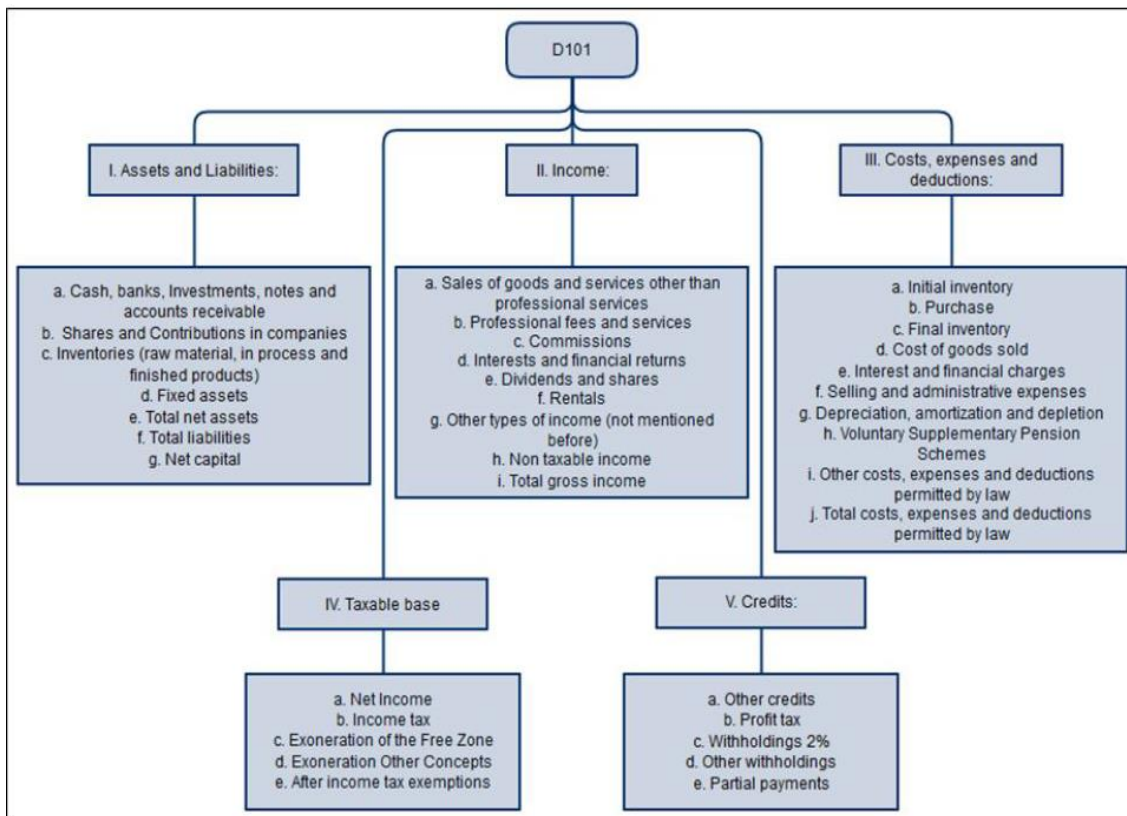 D101
I. Assets and Liabilities:
a. Cash, banks, Investments, notes and
accounts receivable
b. Shares and Contributions in companies
c. Inventories (raw material, in process and
finished products)
d. Fixed assets
e. Total net assets
f. Total liabilities
g. Net capital
II. Income:
a. Sales of goods and services other than
professional services
b. Professional fees and services
c. Commissions
d. Interests and financial returns
e. Dividends and shares
f. Rentals
g. Other types of income (not mentioned
before)
h. Non taxable income
i. Total gross income
III. Costs, expenses and
deductions:
a. Initial inventory
b. Purchase
c. Final inventory
d. Cost of goods sold
e. Interest and financial charges
f. Selling and administrative expenses
g. Depreciation, amortization and depletion
h. Voluntary Supplementary Pension
Schemes
i. Other costs, expenses and deductions
permitted by law
j. Total costs, expenses and deductions
permitted by law
IV. Taxable base
a. Net Income
b. Income tax
c. Exoneration of the Free Zone
d. Exoneration Other Concepts
e. After income tax exemptions
V. Credits:
a. Other credits
b. Profit tax
c. Withholdings 2%
d. Other withholdings
e. Partial payments